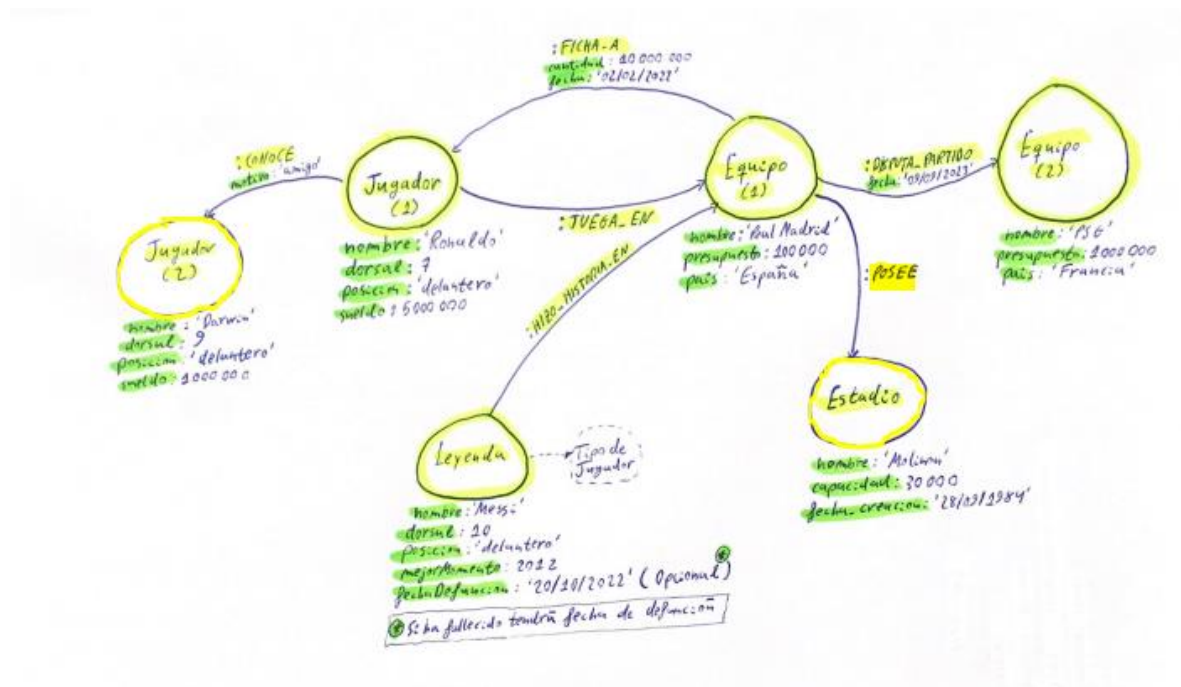 :FICHA_A
cantidad : 10 000 000
fecha : '02/02/2022'
:CONOCE
motivo: 'amigo'
Jugador
(1)
nombre : 'Ronaldo'
dorsal : 7
posicion : 'delantero'
sueldo : 5000 000
:JUEGA_EN
Equipo
(1)
nombre : 'Real Madrid'
presupuesto : 100 000
pais : 'España'
:DISPUTA_PARTIDO
fecha: '09/09/2023'
Equipo
(2)
nombre : 'PSG'
presupuesto : 1000 000
país : 'Francia'
Jugador
(2)
nombre : 'Darwin'
dorsal : 9
posicion : 'delantero'
sueldo : 1000 000
:HIZO_HISTORIA_EN
:POSEE
Estadio
nombre : 'Molinon'
capacidad : 30 000
fecha_creacion: '28/09/1984'
Leyenda
Tipo de
Jugador
nombre : 'Messi'
dorsal : 10
posicion : 'delantero'
mejorMomento : 2012
fechaDefuncion : '20/10/2022' (Opcional) *
* Si ha fallecido tendrá fecha de defunción